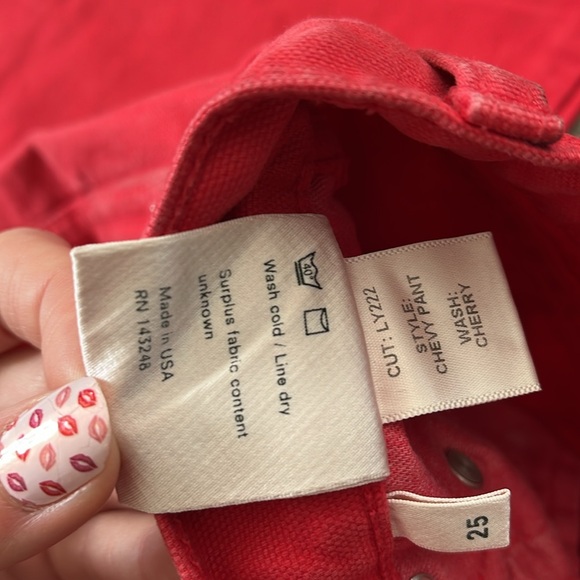 40°
Wash cold / Line dry
Surplus fabric content
unknown
Made in USA
RN 143248
CUT: LY222
STYLE:
CHEVY PANT
WASH:
CHERRY
25